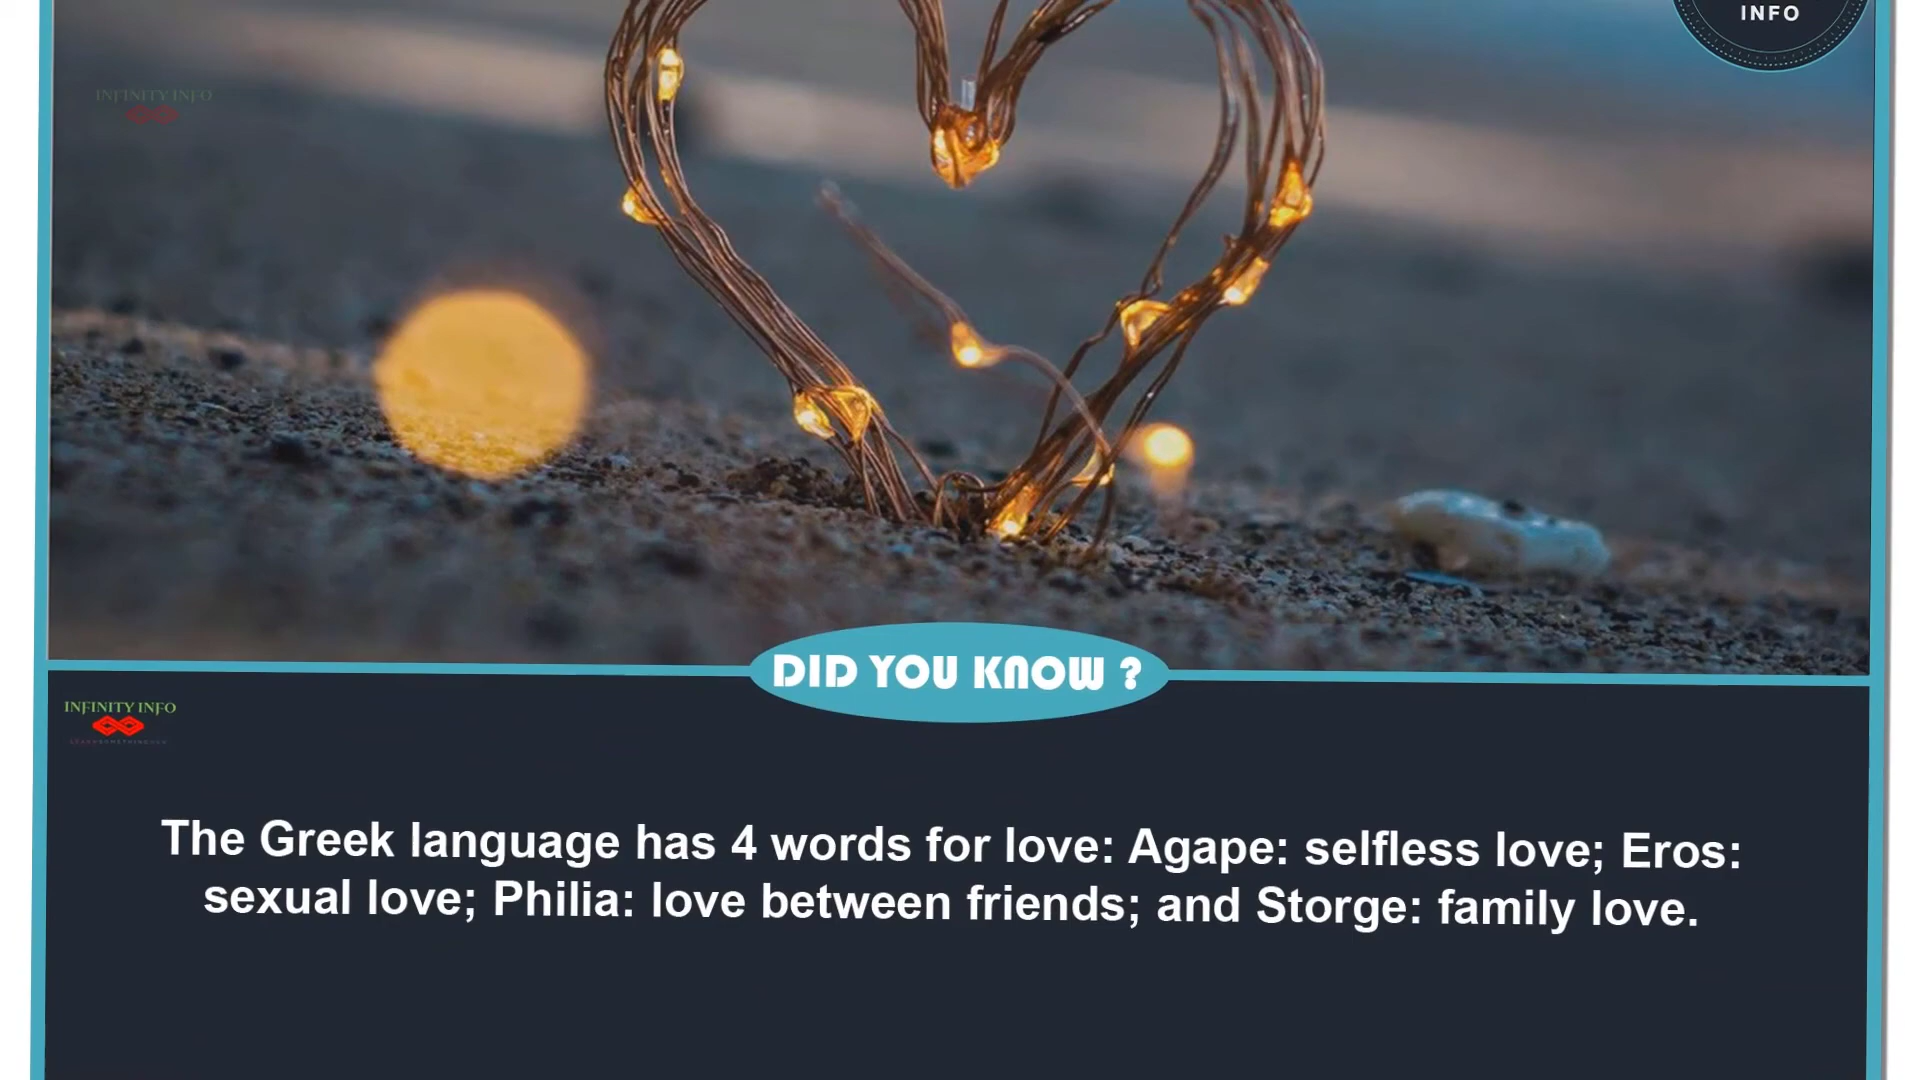 INFO
INFINITY INFO
DID YOU KNOW ?
INFINITY INFO
The Greek language has 4 words for love: Agape: selfless love; Eros:
sexual love; Philia: love between friends; and Storge: family love.